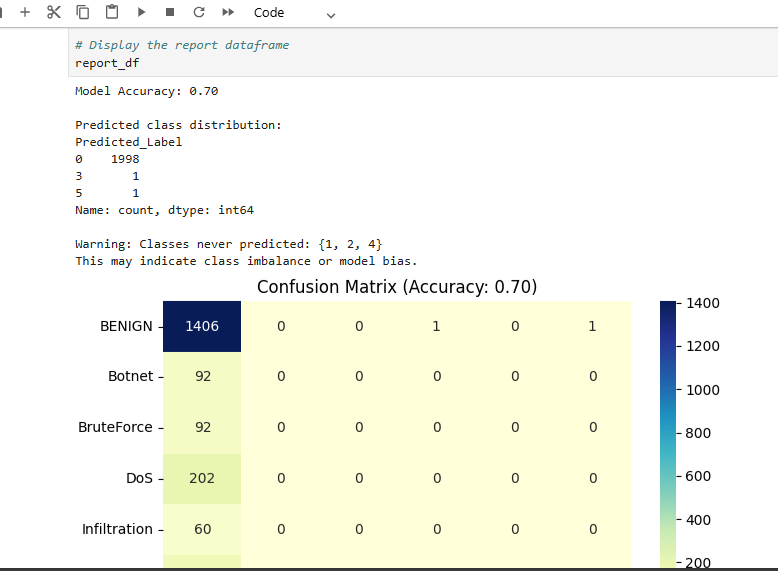 Code
# Display the report dataframe
report_df
Model Accuracy: 0.70
Predicted class distribution:
Predicted_Label
0    1998
3       1
5       1
Name: count, dtype: int64
Warning: Classes never predicted: {1, 2, 4}
This may indicate class imbalance or model bias.
Confusion Matrix (Accuracy: 0.70)
BENIGN 1406 0 0 1 0 1
Botnet 92 0 0 0 0 0
BruteForce 92 0 0 0 0 0
DoS 202 0 0 0 0 0
Infiltration 60 0 0 0 0 0
1400
1200
1000
800
600
400
200